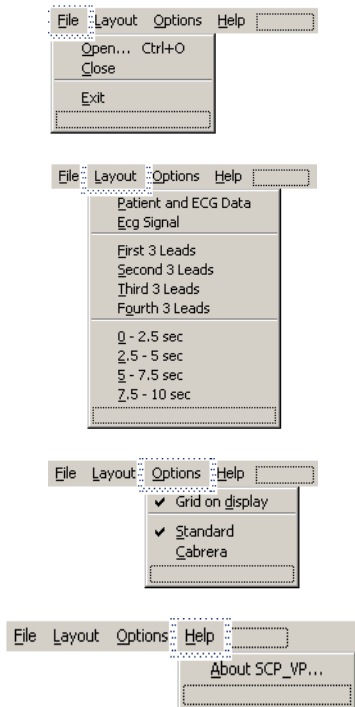 File Layout Options Help
Open... Ctrl+O
Close
Exit
File Layout Options Help
Patient and ECG Data
Ecg Signal
First 3 Leads
Second 3 Leads
Third 3 Leads
Fourth 3 Leads
0 - 2.5 sec
2.5 - 5 sec
5 - 7.5 sec
7.5 - 10 sec
File Layout Options Help
Grid on display
Standard
Cabrera
File Layout Options Help
About SCP_VP...